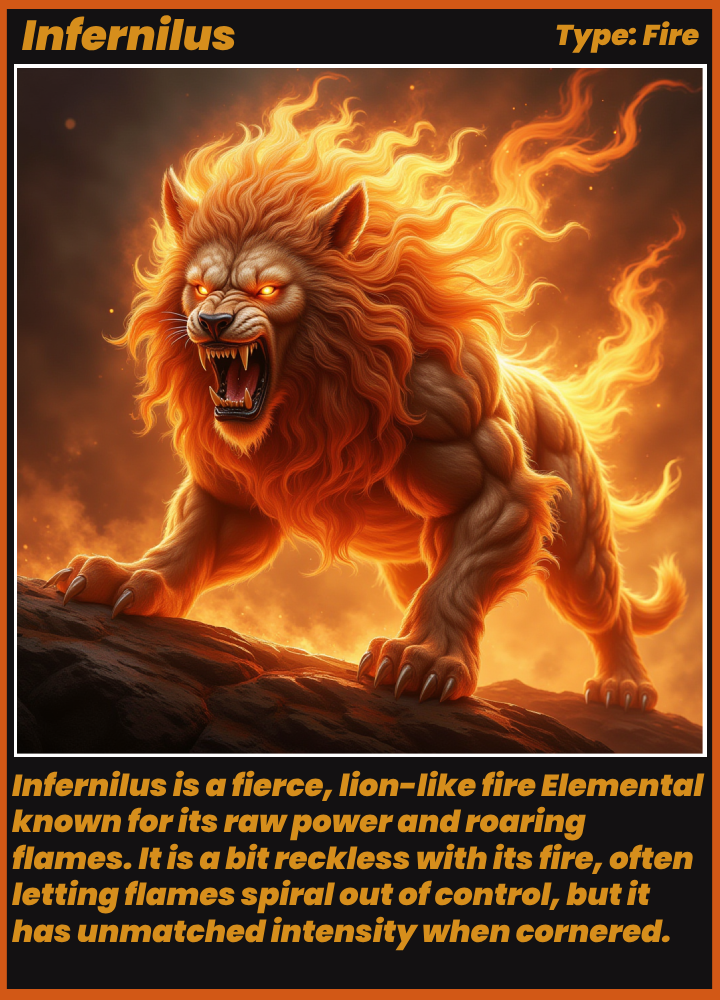 Infernilus
Type: Fire
Infernilus is a fierce, lion-like fire Elemental
known for its raw power and roaring
flames. It is a bit reckless with its fire, often
letting flames spiral out of control, but it
has unmatched intensity when cornered.